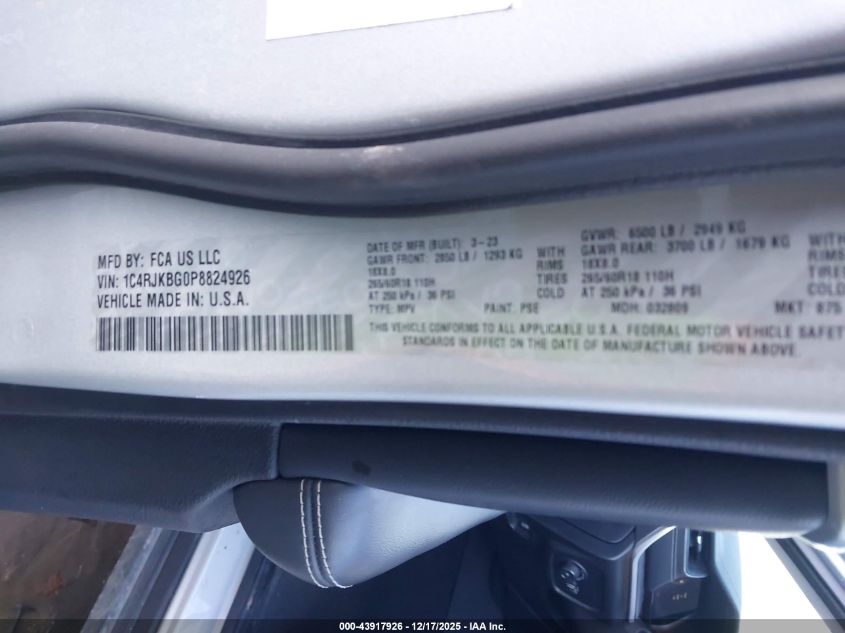 MFD BY: FCA US LLC
VIN: 1C4RJKBG0P8824926
VEHICLE MADE IN: U.S.A.
DATE OF MFR (BUILT): 3-23
GAWR FRONT: 2850 LB / 1293 KG WITH
18X8.0 RIMS
265/60R18 110H TIRES
AT 250 kPa / 36 PSI COLD
TYPE: MPV PAINT: PSE
GVWR: 6500 LB / 2949 KG
GAWR REAR: 3700 LB / 1679 KG WITH
18X8.0 RIMS
265/60R18 110H TIRES
AT 250 kPa / 36 PSI COLD
MDH: 032809 MKT: 875
THIS VEHICLE CONFORMS TO ALL APPLICABLE U.S.A. FEDERAL MOTOR VEHICLE SAFETY
STANDARDS IN EFFECT ON THE DATE OF MANUFACTURE SHOWN ABOVE.
000-43917926 - 12/17/2025 - IAA Inc.